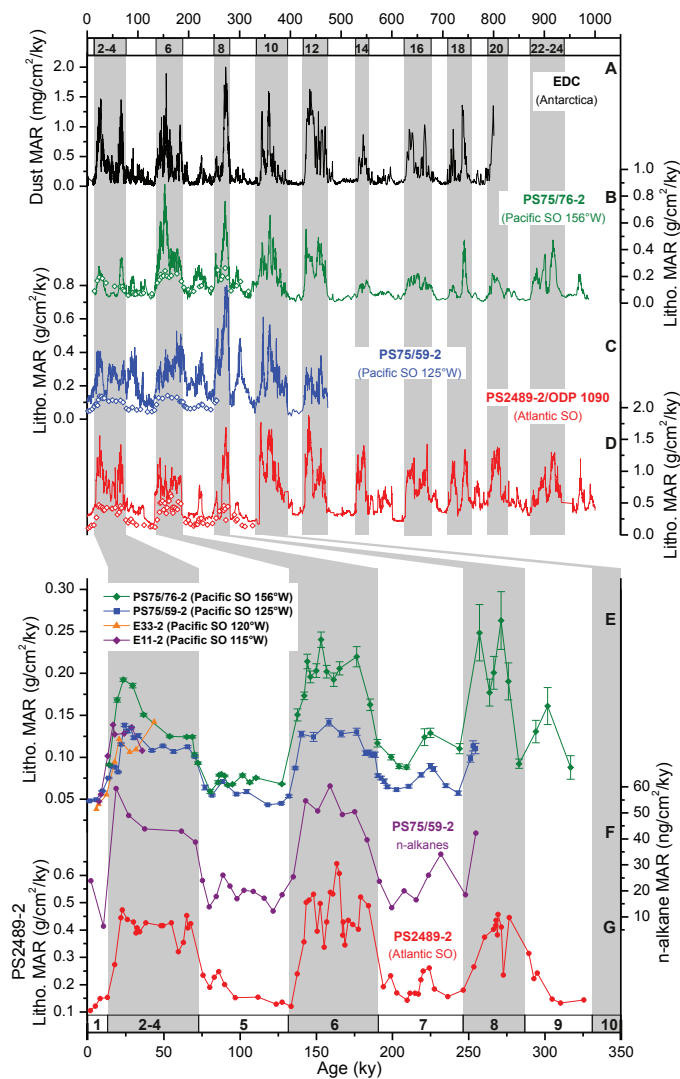 0 100 200 300 400 500 600 700 800 900 1000
2-4 6 8 10 12 14 16 18 20 22-24
A
EDC
(Antarctica)
Dust MAR (mg/cm²/ky)
2.0
1.5
1.0
0.5
0.0
B
PS75/76-2
(Pacific SO 156°W)
Litho. MAR (g/cm²/ky)
1.0
0.8
0.6
0.4
0.2
0.0
C
PS75/59-2
(Pacific SO 125°W)
Litho. MAR (g/cm²/ky)
0.8
0.6
0.4
0.2
0.0
PS2489-2/ODP 1090
(Atlantic SO)
D
Litho. MAR (g/cm²/ky)
2.0
1.5
1.0
0.5
0.0
E
PS75/76-2 (Pacific SO 156°W)
PS75/59-2 (Pacific SO 125°W)
E33-2 (Pacific SO 120°W)
E11-2 (Pacific SO 115°W)
Litho. MAR (g/cm²/ky)
0.30
0.25
0.20
0.15
0.10
0.05
F
PS75/59-2
n-alkanes
n-alkane MAR (ng/cm²/ky)
60
50
40
30
20
10
G
PS2489-2
(Atlantic SO)
PS2489-2
Litho. MAR (g/cm²/ky)
0.6
0.5
0.4
0.3
0.2
0.1
1 2-4 5 6 7 8 9 10
0 50 100 150 200 250 300 350
Age (ky)